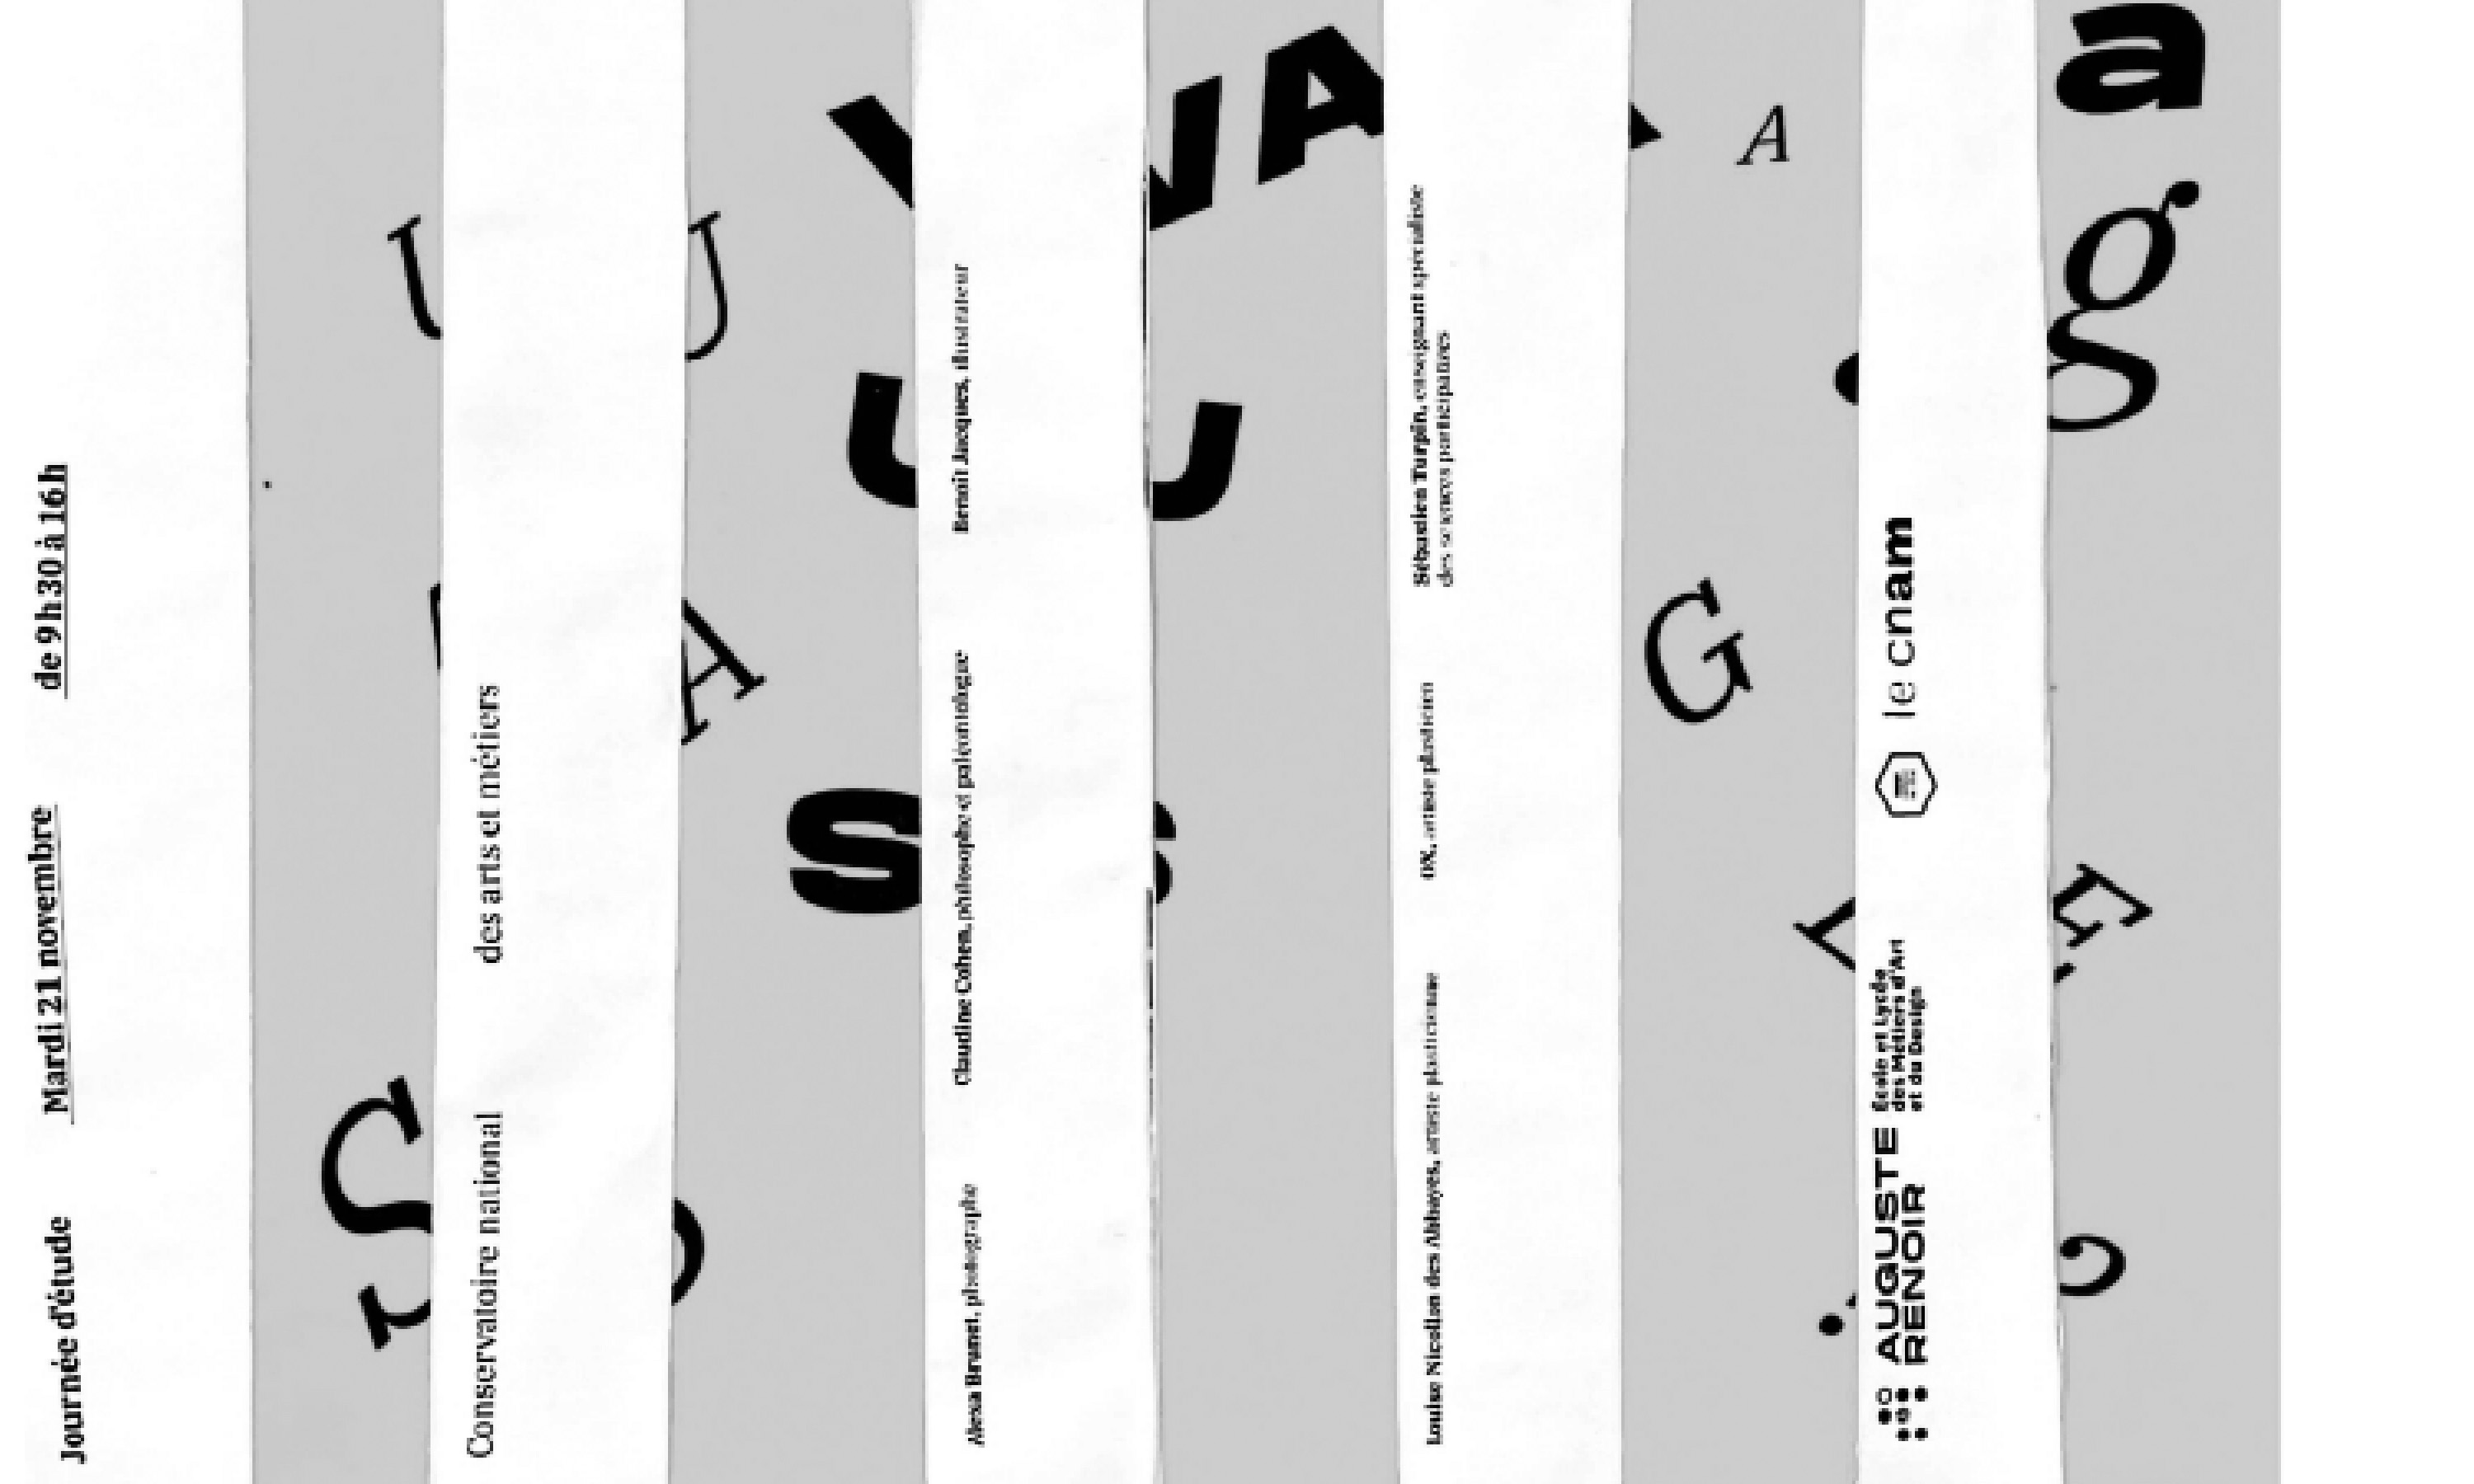 Journée d'étude
Mardi 21 novembre
de 9h30 à 16h
Conservatoire national
des arts et métiers
U
A
S
U
S
Alexa Brunet, photographe
Claudine Cohen, philosophe et paléontologue
Benoît Jacques, illustrateur
A
Louise Nicollon des Abbayes, artiste plasticienne
OX, artiste plasticien
Sébastien Turpin, enseignant spécialiste
des sciences participatives
A
G
AUGUSTE
RENOIR
École et Lycée
des Métiers d'Art
et du Design
le cnam
a
g